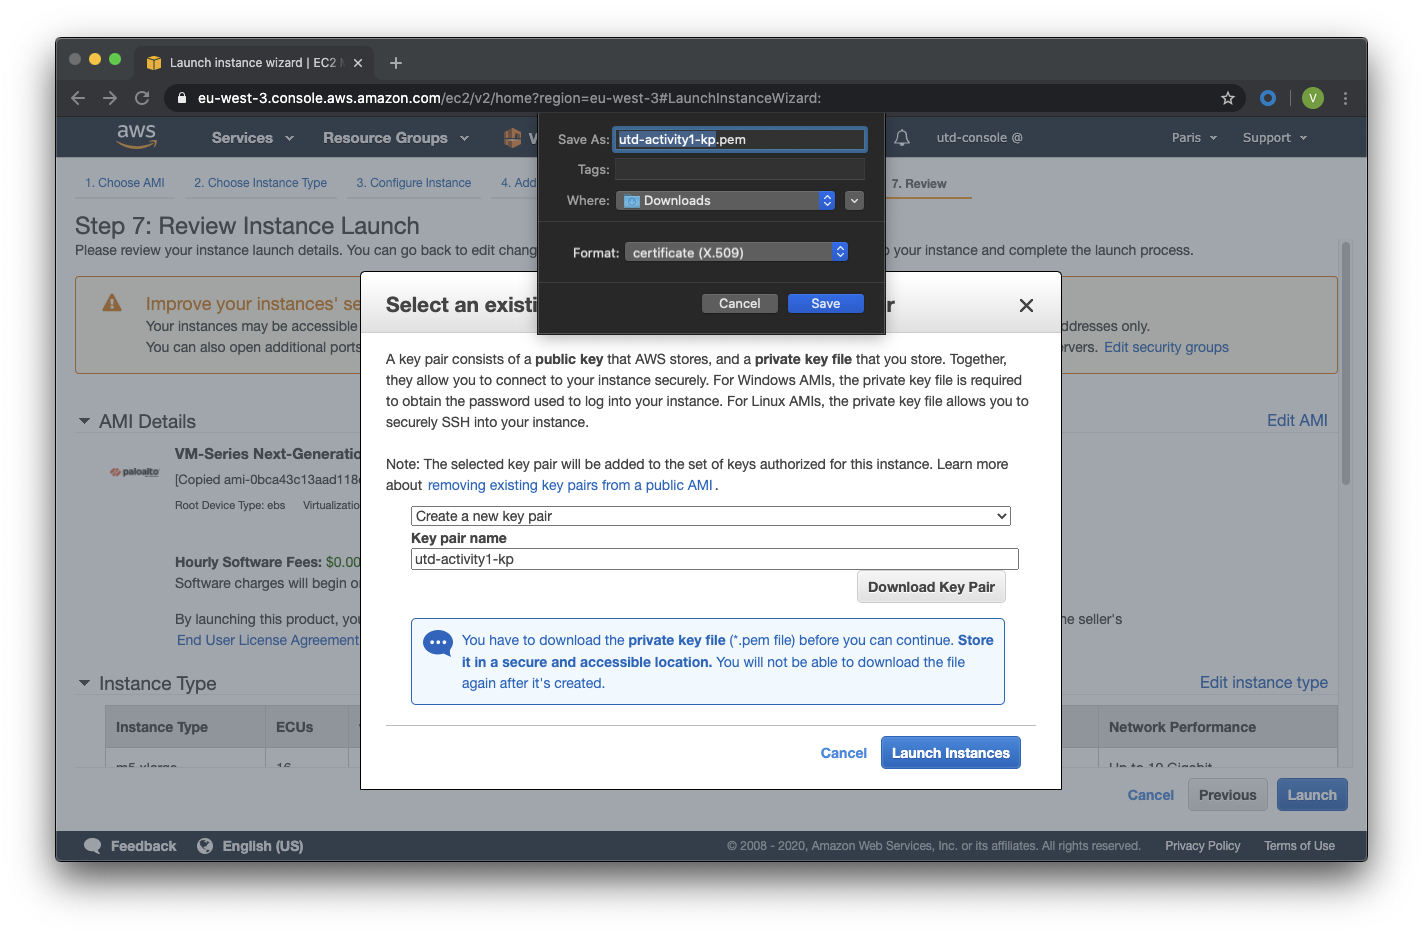 Launch instance wizard | EC2
eu-west-3.console.aws.amazon.com/ec2/v2/home?region=eu-west-3#LaunchInstanceWizard:
V
aws
Services
Resource Groups
V
utd-console @
Paris
Support
Save As: utd-activity1-kp.pem
Tags:
Where: Downloads
Format: certificate (X.509)
Cancel
Save
1. Choose AMI
2. Choose Instance Type
3. Configure Instance
4. Add
7. Review
Step 7: Review Instance Launch
Please review your instance launch details. You can go back to edit chang
your instance and complete the launch process.
Improve your instances' se
Your instances may be accessible
ddresses only.
You can also open additional ports
rvers. Edit security groups
Select an existi
r
A key pair consists of a public key that AWS stores, and a private key file that you store. Together,
they allow you to connect to your instance securely. For Windows AMIs, the private key file is required
to obtain the password used to log into your instance. For Linux AMIs, the private key file allows you to
securely SSH into your instance.
Note: The selected key pair will be added to the set of keys authorized for this instance. Learn more
about removing existing key pairs from a public AMI .
Create a new key pair
Key pair name
utd-activity1-kp
Download Key Pair
You have to download the private key file (*.pem file) before you can continue. Store
it in a secure and accessible location. You will not be able to download the file
again after it's created.
Cancel
Launch Instances
AMI Details
Edit AMI
paloalto
VM-Series Next-Generatio
[Copied ami-0bca43c13aad118
Root Device Type: ebs Virtualizatio
Hourly Software Fees: $0.00
Software charges will begin o
By launching this product, you
he seller's
End User License Agreement
Instance Type
Edit instance type
Instance Type
ECUs
Network Performance
m5.xlarge
16
Up to 10 Gigabit
Cancel
Previous
Launch
Feedback
English (US)
© 2008 - 2020, Amazon Web Services, Inc. or its affiliates. All rights reserved.
Privacy Policy
Terms of Use